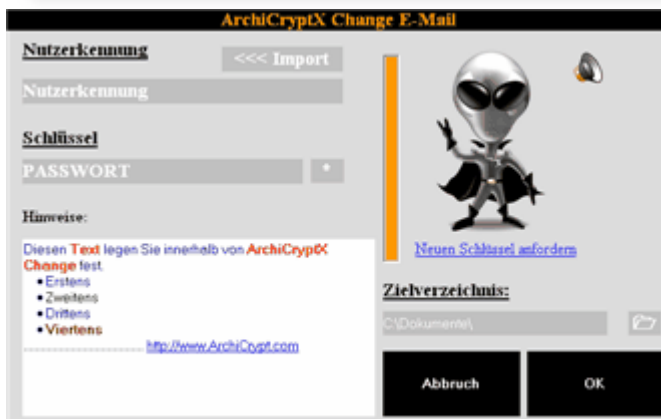 ArchiCryptX Change E-Mail
Nutzerkennung
<<< Import
Nutzerkennung
Schlüssel
PASSWORT
*
Hinweise:
Diesen Text legen Sie innerhalb von ArchiCryptX
Change fest.
•Erstens
•Zweitens
•Drittens
•Viertens
http://www.ArchiCrypt.com
Neuen Schlüssel anfordern
Zielverzeichnis:
C:\Dokumente\
Abbruch
OK